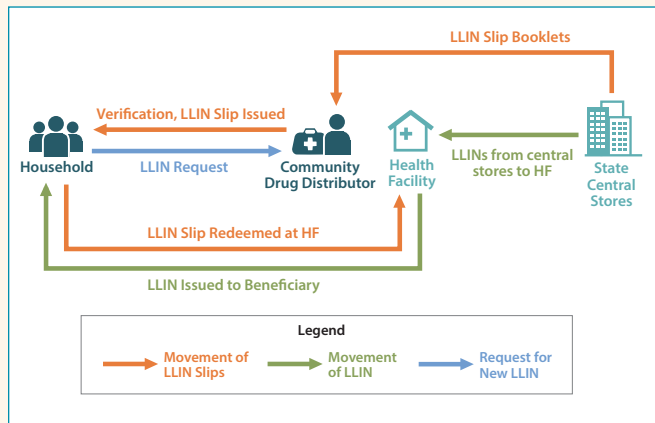 LLIN Slip Booklets
Verification, LLIN Slip Issued
Household
LLIN Request
Community
Drug Distributor
Health
Facility
LLINs from central
stores to HF
State
Central
Stores
LLIN Slip Redeemed at HF
LLIN Issued to Beneficiary
Legend
Movement of
LLIN Slips
Movement
of LLIN
Request for
New LLIN